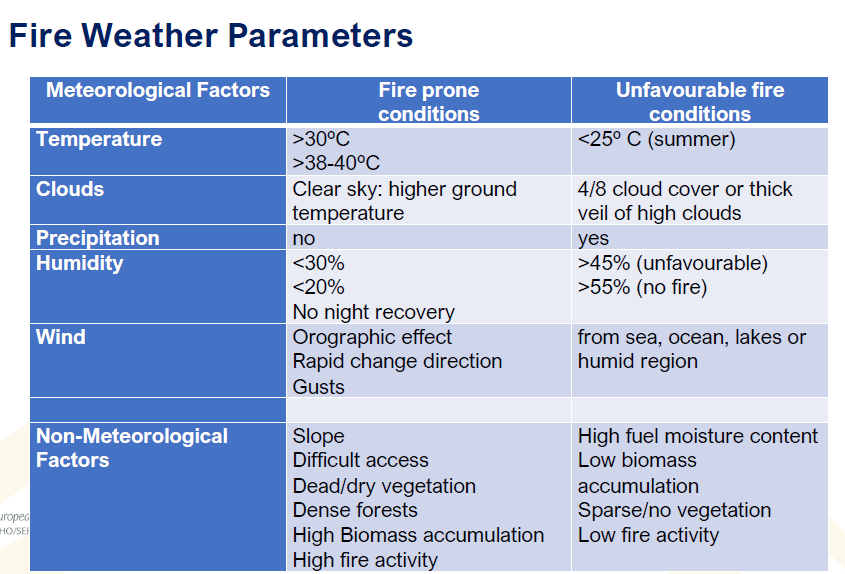 Fire Weather Parameters
Meteorological Factors
Fire prone
conditions
Unfavourable fire
conditions
Temperature
>30ºC
>38-40ºC
<25º C (summer)
Clouds
Clear sky: higher ground
temperature
4/8 cloud cover or thick
veil of high clouds
Precipitation
no
yes
Humidity
<30%
<20%
No night recovery
>45% (unfavourable)
>55% (no fire)
Wind
Orographic effect
Rapid change direction
Gusts
from sea, ocean, lakes or
humid region
Non-Meteorological
Factors
Slope
Difficult access
Dead/dry vegetation
Dense forests
High Biomass accumulation
High fire activity
High fuel moisture content
Low biomass
accumulation
Sparse/no vegetation
Low fire activity